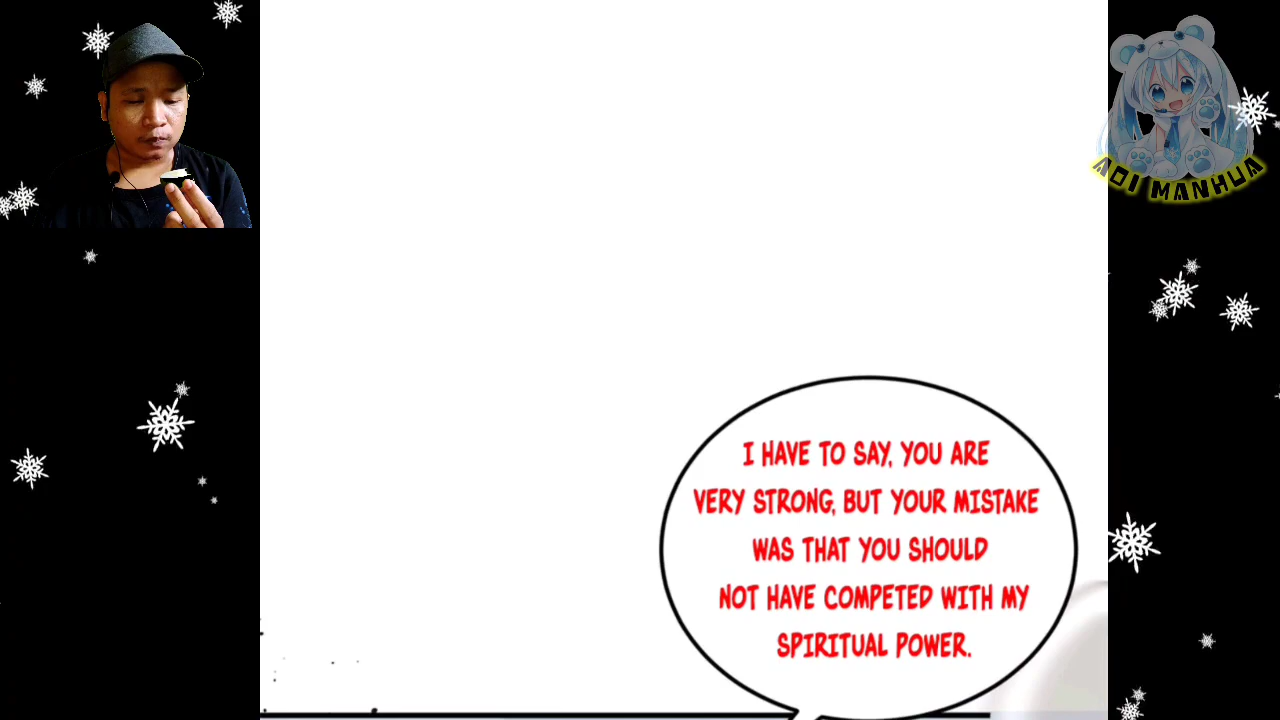 AOI MANHUA
I HAVE TO SAY, YOU ARE
VERY STRONG, BUT YOUR MISTAKE
WAS THAT YOU SHOULD
NOT HAVE COMPETED WITH MY
SPIRITUAL POWER.